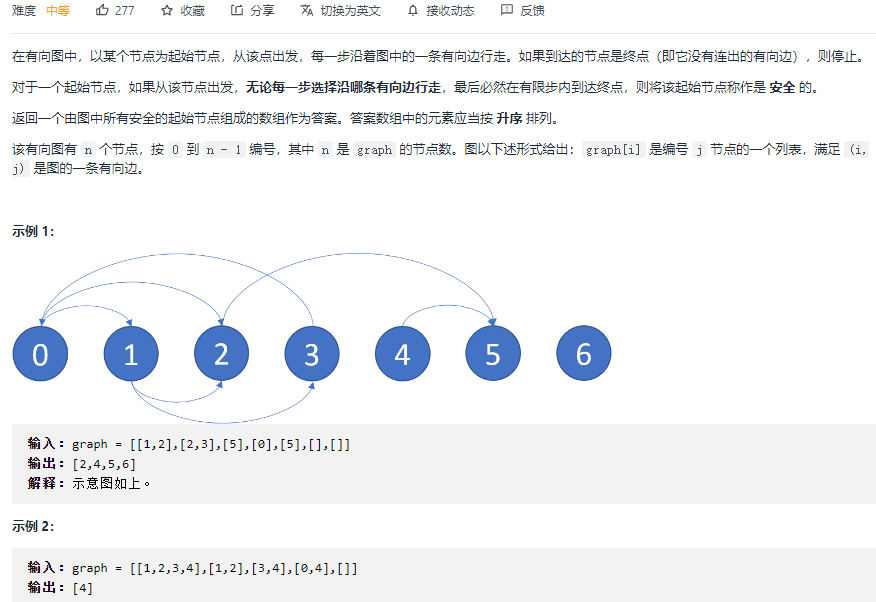 难度 中等 277 收藏 分享 切换为英文 接收动态 反馈
在有向图中，以某个节点为起始节点，从该点出发，每一步沿着图中的一条有向边行走。如果到达的节点是终点（即它没有连出的有向边），则停止。
对于一个起始节点，如果从该节点出发，无论每一步选择沿哪条有向边行走，最后必然在有限步内到达终点，则将该起始节点称作是 安全 的。
返回一个由图中所有安全的起始节点组成的数组作为答案。答案数组中的元素应当按 升序 排列。
该有向图有 n 个节点，按 0 到 n - 1 编号，其中 n 是 graph 的节点数。图以下述形式给出：graph[i] 是编号 j 节点的一个列表，满足 (i,
j) 是图的一条有向边。
示例 1：
0 1 2 3 4 5 6
输入：graph = [[1,2],[2,3],[5],[0],[5],[],[]]
输出：[2,4,5,6]
解释：示意图如上。
示例 2：
输入：graph = [[1,2,3,4],[1,2],[3,4],[0,4],[]]
输出：[4]